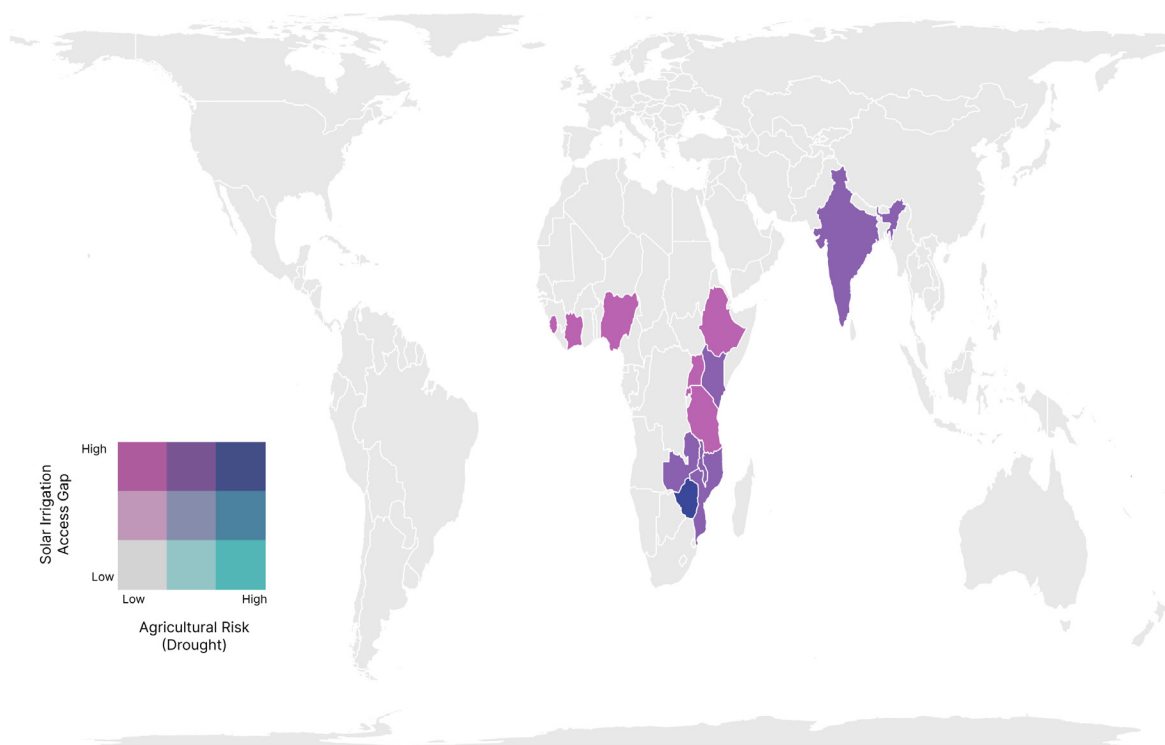 High
Solar Irrigation
Access Gap
Low
Low
High
Agricultural Risk
(Drought)